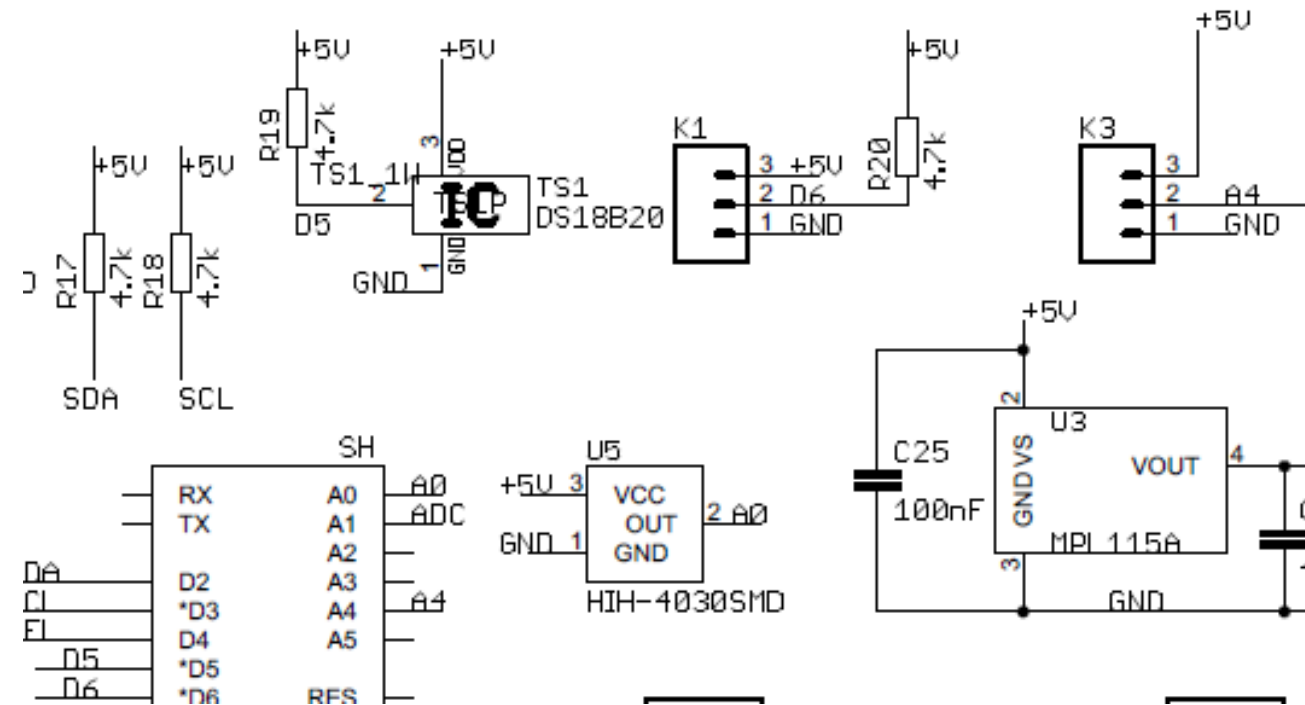 +5V
+5V
+5V
+5V
R19
4.7k
3
VDD
K1
3 +5V
2 D6
1 GND
R20
4.7k
K3
3
2 A4
1 GND
+5V
+5V
TS1
2
D5
TS1
DS18B20
GND
1
GND
R17
4.7k
R18
4.7k
SDA
SCL
+5V
2
U3
C25
100nF
VS
GND
VOUT
4
MPL115A
3
GND
SH
RX
A0
A0
TX
A1
ADC
A2
DA
D2
A3
*D3
A4
A4
D4
A5
D5
*D5
D6
*D6
RES
U5
+5V 3
VCC
OUT
2 A0
GND 1
GND
HIH-4030SMD